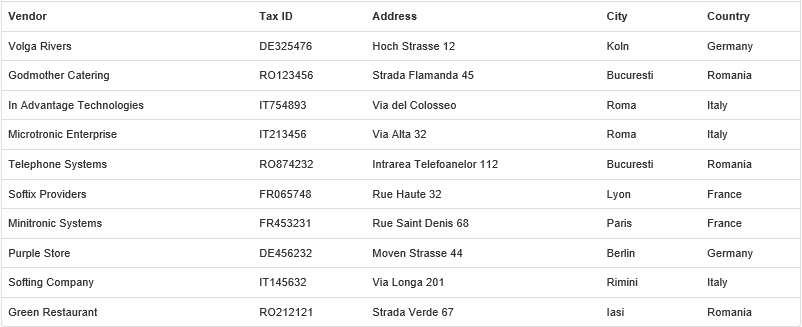 Vendor Tax ID Address City Country
Volga Rivers DE325476 Hoch Strasse 12 Koln Germany
Godmother Catering RO123456 Strada Flamanda 45 Bucuresti Romania
In Advantage Technologies IT754893 Via del Colosseo Roma Italy
Microtronic Enterprise IT213456 Via Alta 32 Roma Italy
Telephone Systems RO874232 Intrarea Telefoanelor 112 Bucuresti Romania
Softix Providers FR065748 Rue Haute 32 Lyon France
Minitronic Systems FR453231 Rue Saint Denis 68 Paris France
Purple Store DE456232 Moven Strasse 44 Berlin Germany
Softing Company IT145632 Via Longa 201 Rimini Italy
Green Restaurant RO212121 Strada Verde 67 Iasi Romania